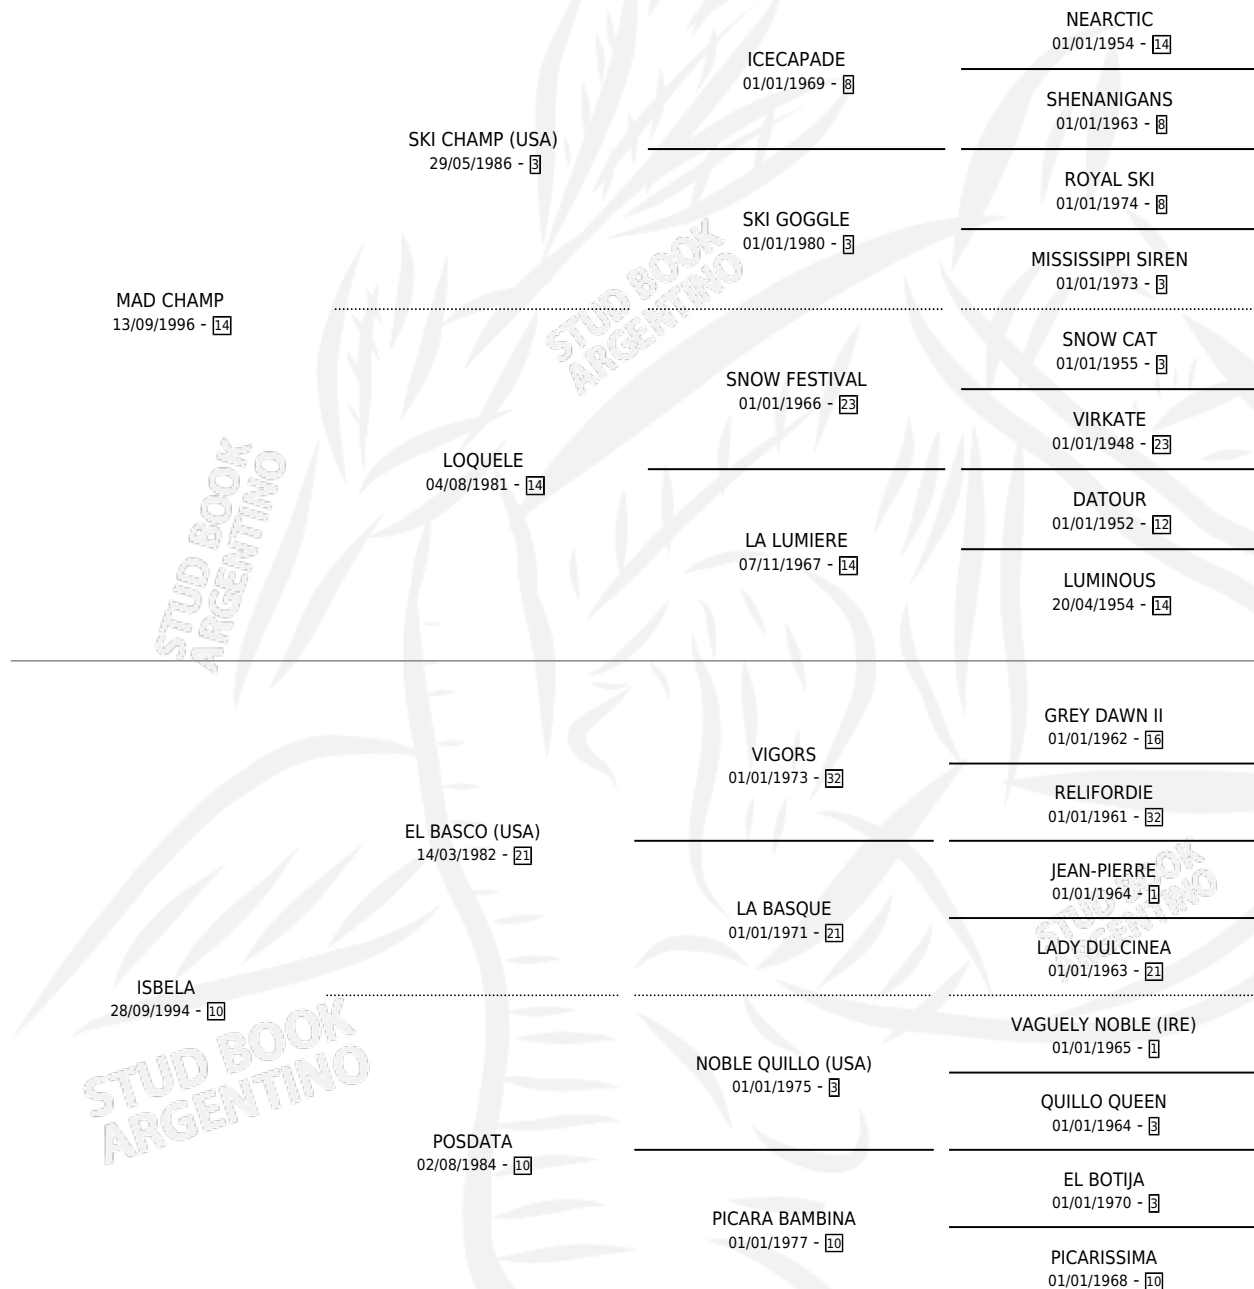 NEARCTIC
01/01/1954 - 14
ICECAPADE
01/01/1969 - 8
SHENANIGANS
01/01/1963 - 8
SKI CHAMP (USA)
29/05/1986 - 3
ROYAL SKI
01/01/1974 - 8
SKI GOGGLE
01/01/1980 - 3
MISSISSIPPI SIREN
01/01/1973 - 3
MAD CHAMP
13/09/1996 - 14
SNOW CAT
01/01/1955 - 3
SNOW FESTIVAL
01/01/1966 - 23
VIRKATE
01/01/1948 - 23
LOQUELE
04/08/1981 - 14
DATOUR
01/01/1952 - 12
LA LUMIERE
07/11/1967 - 14
LUMINOUS
20/04/1954 - 14
STUD BOOK
ARGENTINO
STUD BOOK
ARGENTINO
GREY DAWN II
01/01/1962 - 16
VIGORS
01/01/1973 - 32
RELIFORDIE
01/01/1961 - 32
EL BASCO (USA)
14/03/1982 - 21
JEAN-PIERRE
01/01/1964 - 1
LA BASQUE
01/01/1971 - 21
LADY DULCINEA
01/01/1963 - 21
STUD BOOK
ARGENTINO
ISBELA
28/09/1994 - 10
VAGUELY NOBLE (IRE)
01/01/1965 - 1
NOBLE QUILLO (USA)
01/01/1975 - 3
QUILLO QUEEN
01/01/1964 - 3
POSDATA
02/08/1984 - 10
EL BOTIJA
01/01/1970 - 3
PICARA BAMBINA
01/01/1977 - 10
PICARISSIMA
01/01/1968 - 10
STUD BOOK
ARGENTINO